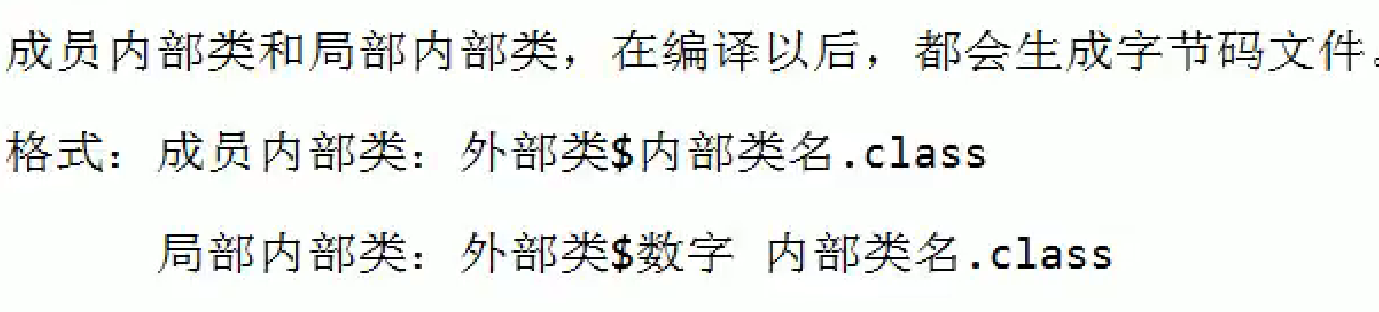 成员内部类和局部内部类，在编译以后，都会生成字节码文件。
格式：成员内部类：外部类$内部类名.class
局部内部类：外部类$数字 内部类名.class